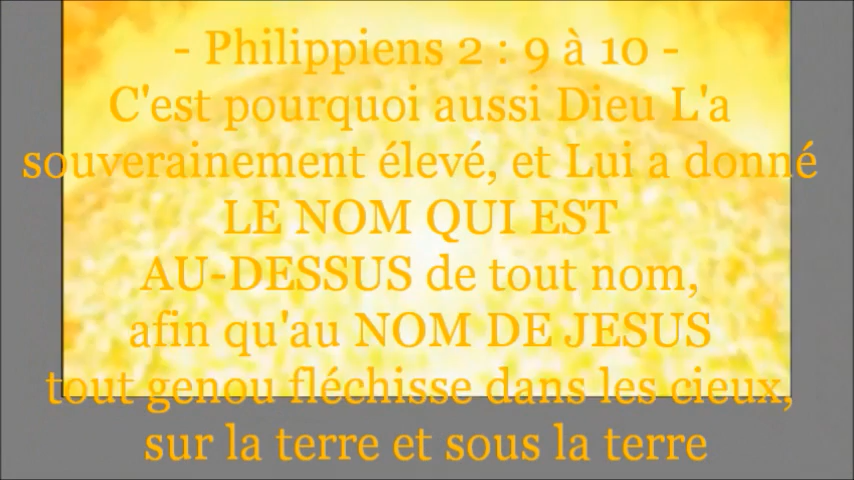 - Philippiens 2 : 9 à 10 -
C'est pourquoi aussi Dieu L'a
souverainement élevé, et Lui a donné
LE NOM QUI EST
AU-DESSUS de tout nom,
afin qu'au NOM DE JESUS
tout genou fléchisse dans les cieux,
sur la terre et sous la terre